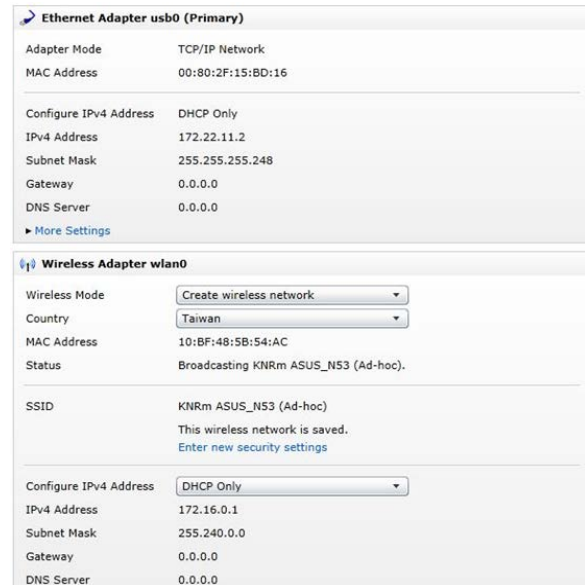 Ethernet Adapter usb0 (Primary)
Adapter Mode TCP/IP Network
MAC Address 00:80:2F:15:BD:16
Configure IPv4 Address DHCP Only
IPv4 Address 172.22.11.2
Subnet Mask 255.255.255.248
Gateway 0.0.0.0
DNS Server 0.0.0.0
More Settings
Wireless Adapter wlan0
Wireless Mode Create wireless network
Country Taiwan
MAC Address 10:BF:48:5B:54:AC
Status Broadcasting KNRm ASUS_N53 (Ad-hoc).
SSID KNRm ASUS_N53 (Ad-hoc)
This wireless network is saved.
Enter new security settings
Configure IPv4 Address DHCP Only
IPv4 Address 172.16.0.1
Subnet Mask 255.240.0.0
Gateway 0.0.0.0
DNS Server 0.0.0.0